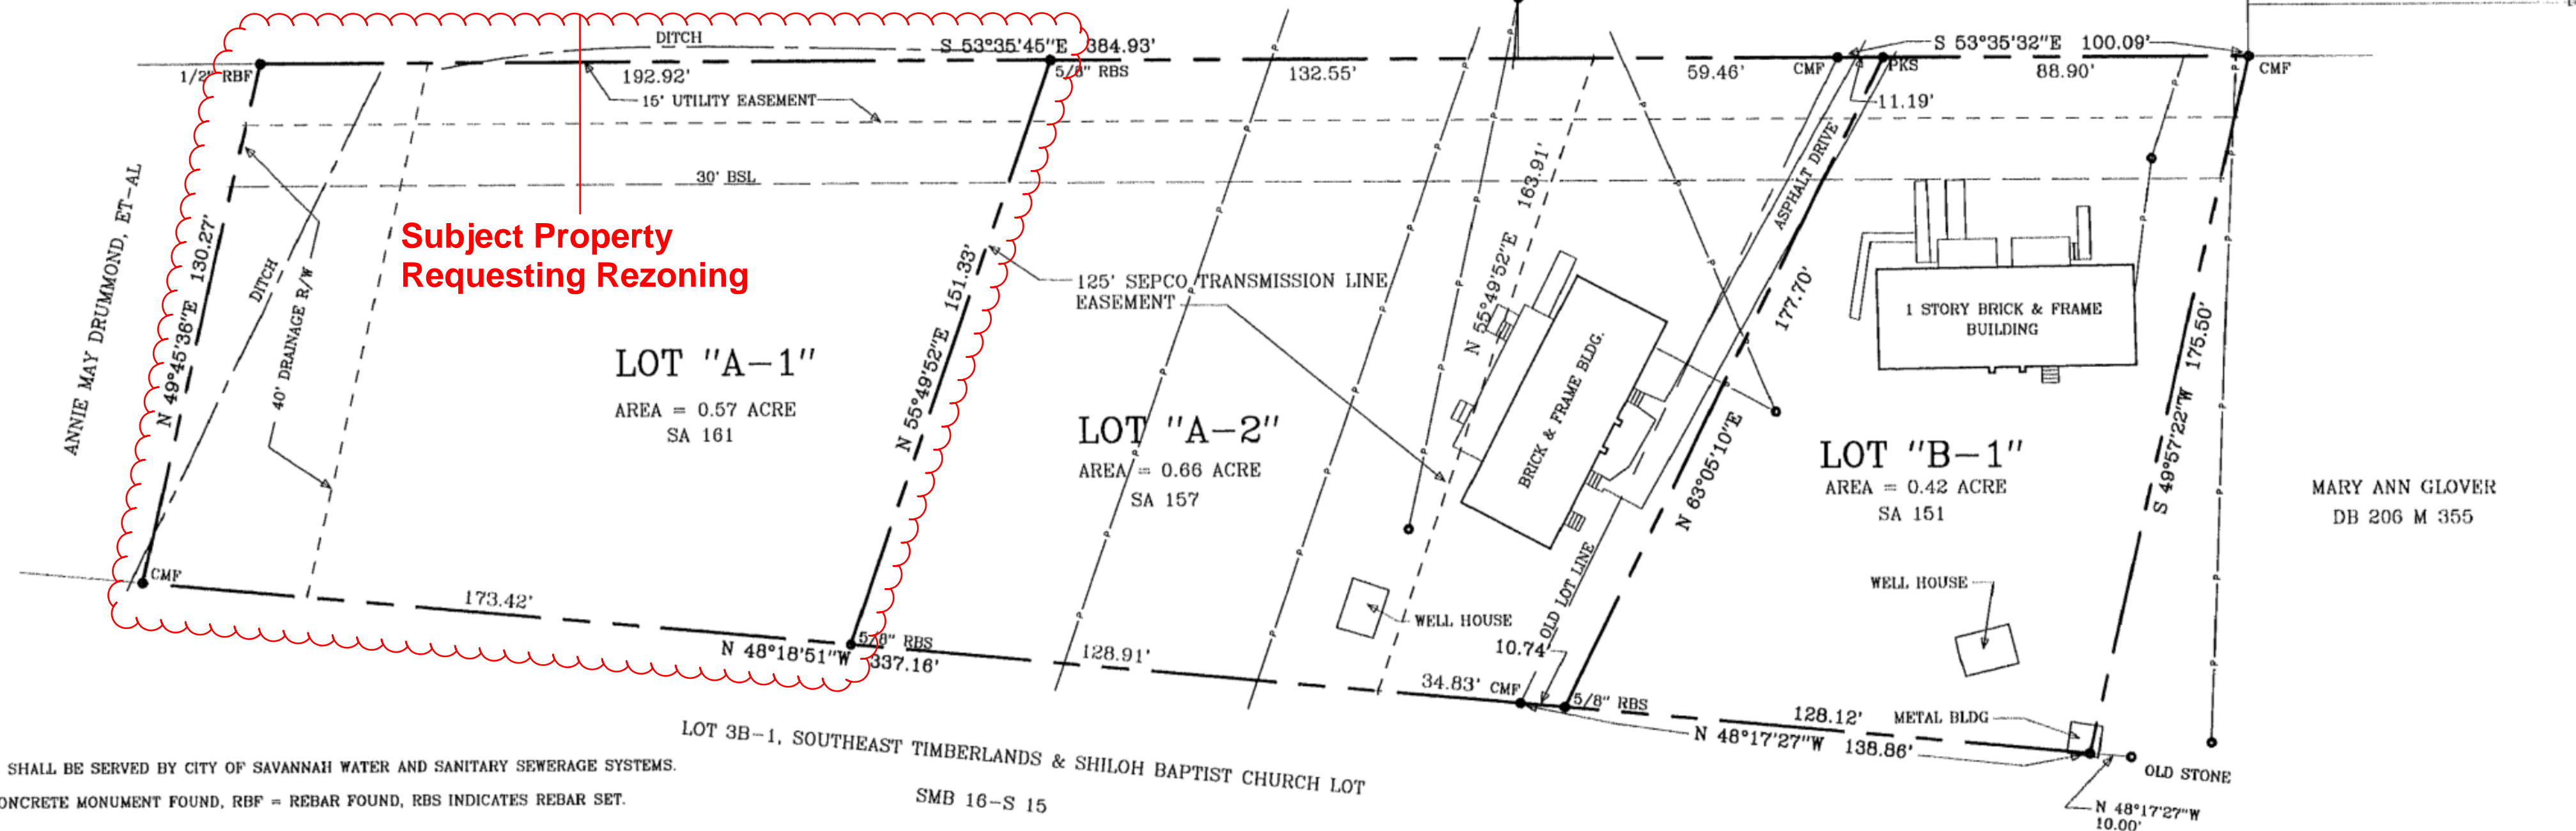 DITCH
S 53°35'45"E 384.93'
1/2" RBF
192.92'
5/8" RBS
132.55'
59.46'
CMF
PKS
S 53°35'32"E 100.09'
88.90'
CMF
11.19'
15' UTILITY EASEMENT
30' BSL
ANNIE MAY DRUMMOND, ET-AL
N 49°45'36"E 130.27'
DITCH
40' DRAINAGE R/W
Subject Property
Requesting Rezoning
LOT "A-1"
AREA = 0.57 ACRE
SA 161
N 55°49'52"E 151.33'
125' SEPCO TRANSMISSION LINE
EASEMENT
LOT "A-2"
AREA = 0.66 ACRE
SA 157
N 55°49'52"E 163.91'
BRICK & FRAME BLDG.
ASPHALT DRIVE
177.70'
N 63°05'10"E
1 STORY BRICK & FRAME
BUILDING
LOT "B-1"
AREA = 0.42 ACRE
SA 151
S 49°57'22"W 175.50'
MARY ANN GLOVER
DB 206 M 355
CMF
173.42'
5/8" RBS
N 48°18'51"W 337.16'
128.91'
WELL HOUSE
OLD LOT LINE
10.74'
34.83' CMF
5/8" RBS
WELL HOUSE
128.12'
METAL BLDG
N 48°17'27"W 138.86'
OLD STONE
N 48°17'27"W
10.00'
LOT 3B-1, SOUTHEAST TIMBERLANDS & SHILOH BAPTIST CHURCH LOT
SMB 16-S 15
SHALL BE SERVED BY CITY OF SAVANNAH WATER AND SANITARY SEWERAGE SYSTEMS.
ONCRETE MONUMENT FOUND, RBF = REBAR FOUND, RBS INDICATES REBAR SET.